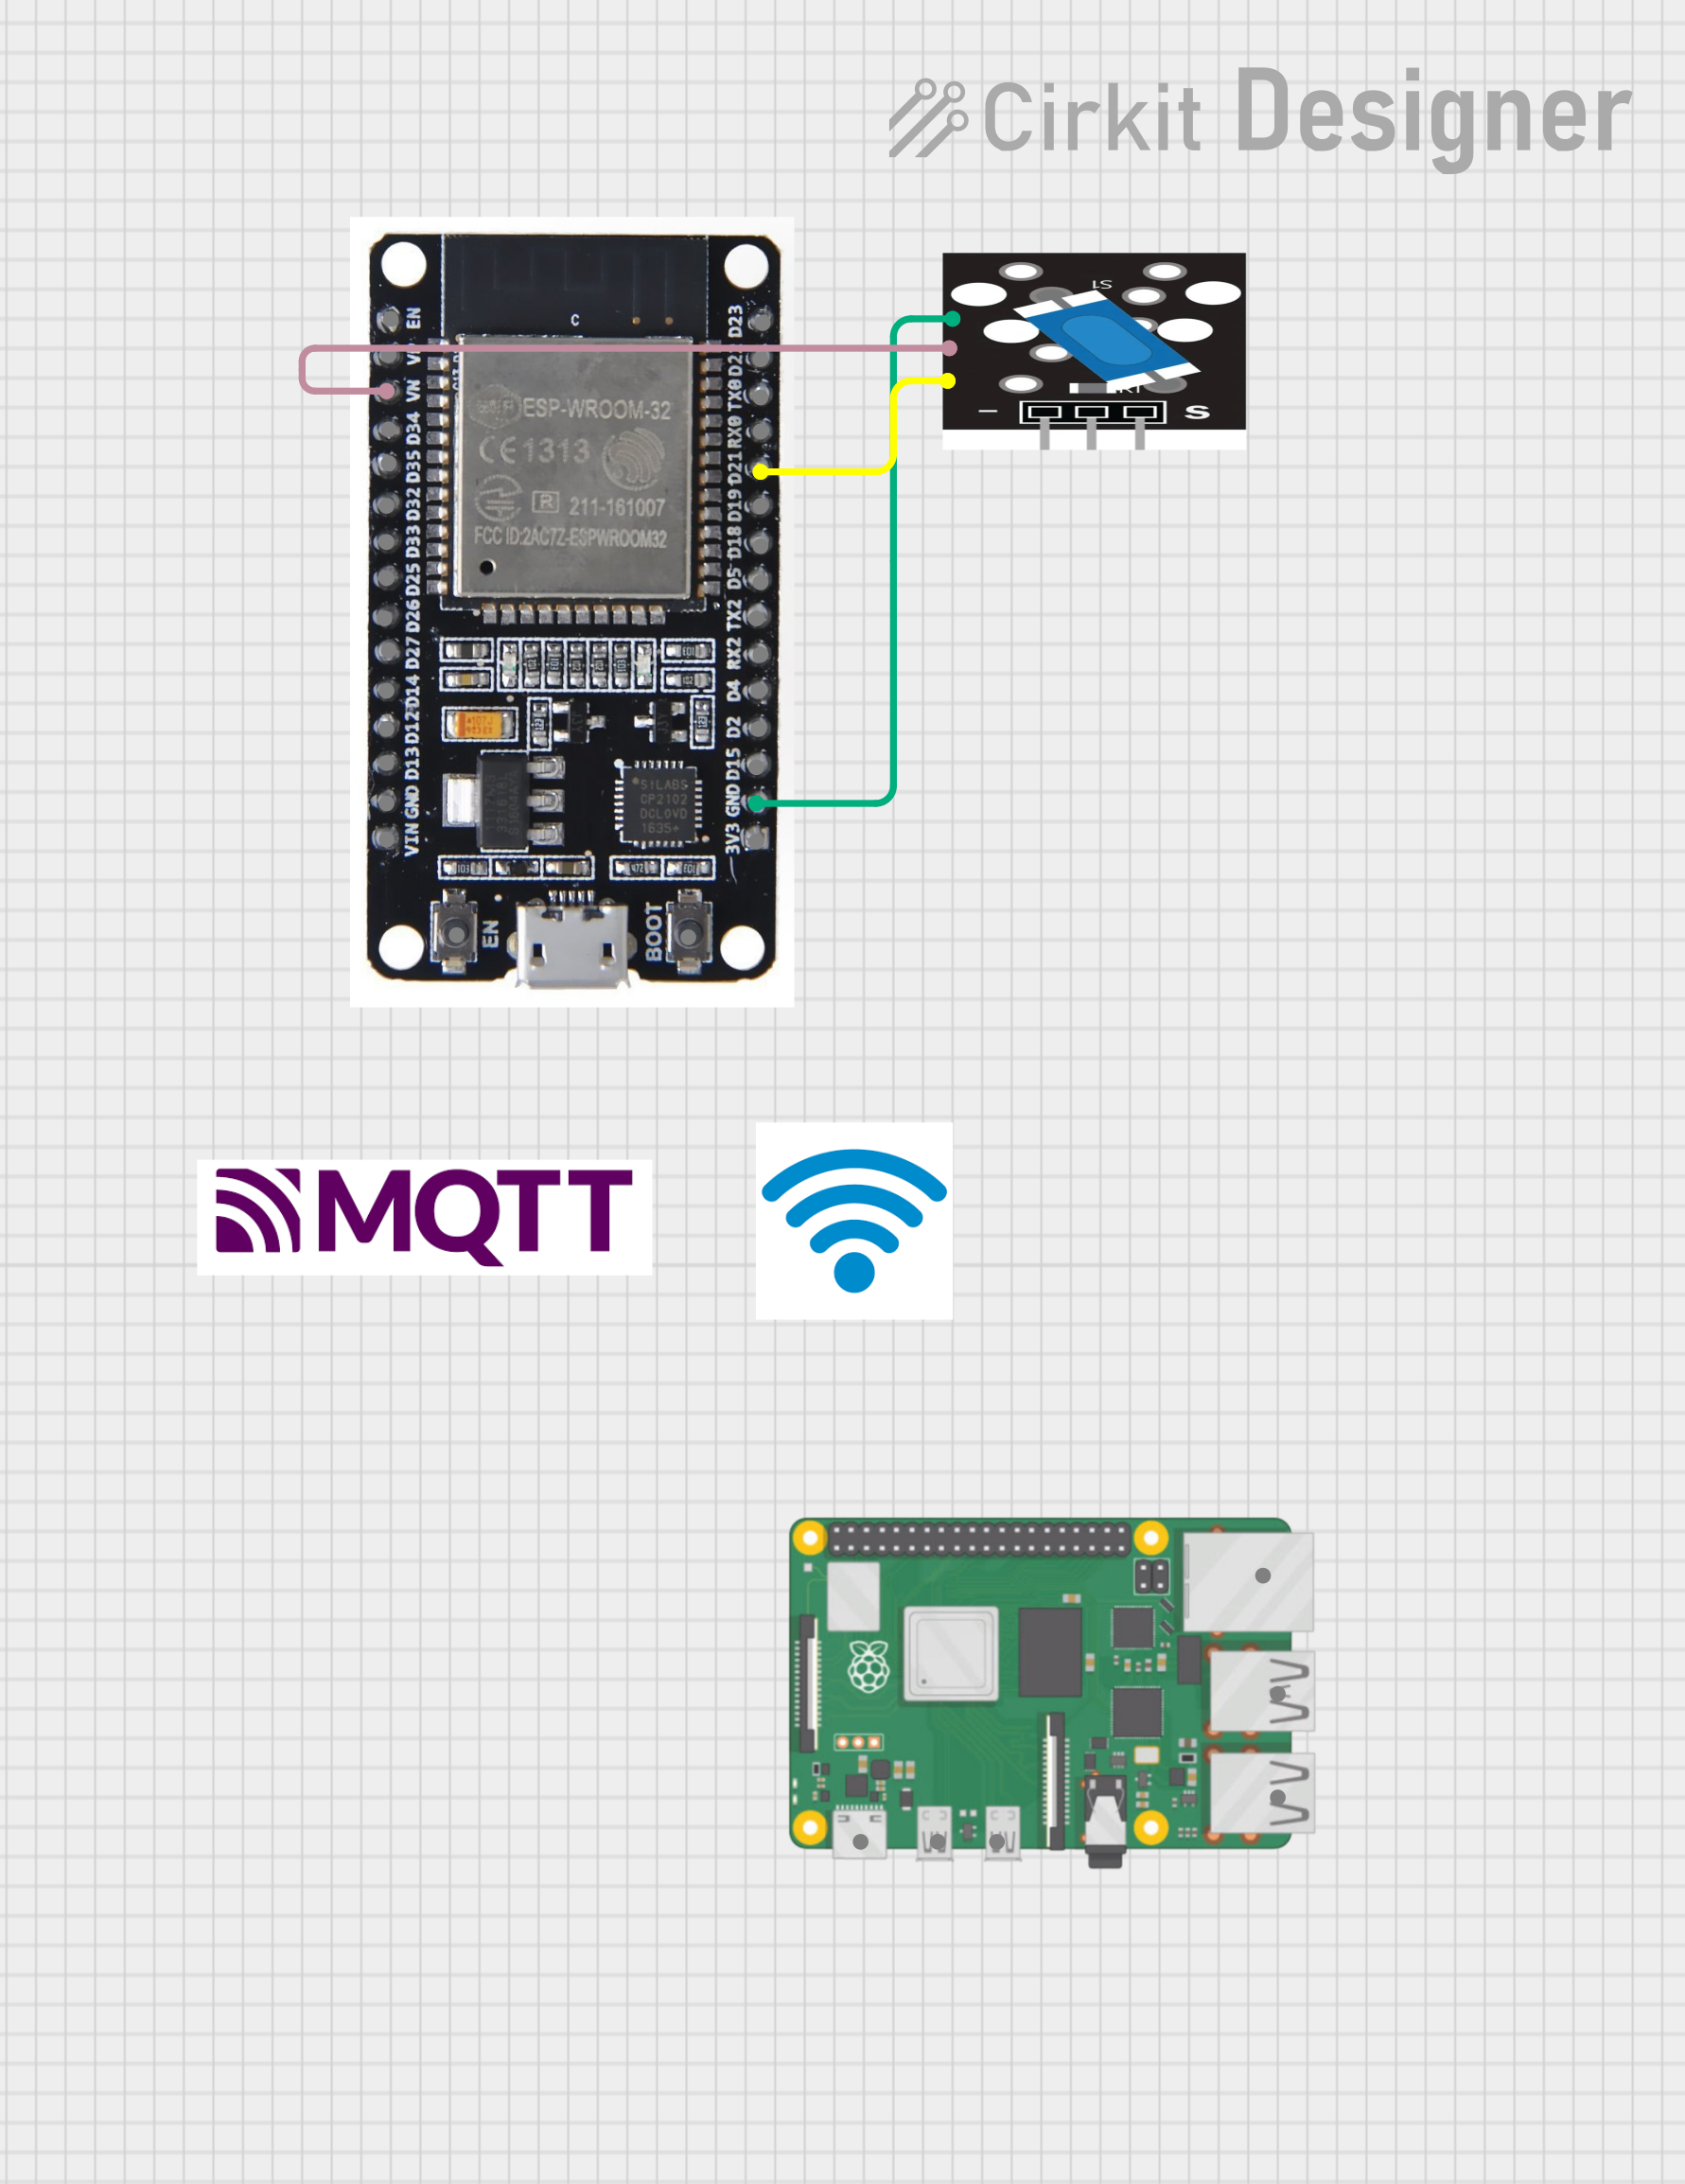 Cirkit Designer
EN
VP
VN
D34
D35
D32
D33
D25
D26
D27
D14
D12
D13
GND
VIN
C
ESP-WROOM-32
CE1313
R 211-161007
FCC ID:2AC7Z-ESPWROOM32
D23
D22
TX0
RX0
D21
D19
D18
D5
TX2
RX2
D4
D2
D15
GND
3V3
SiLABS
CP2102
DCL0VD
1635+
EN
BOOT
S1
R1
-
S
MQTT